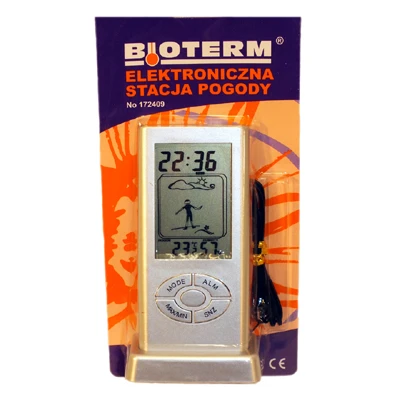 BIOTERM®
ELEKTRONICZNA
STACJA POGODY
No 172409
22:36
MODE
ALM
MAX/MIN
SNZ
CE